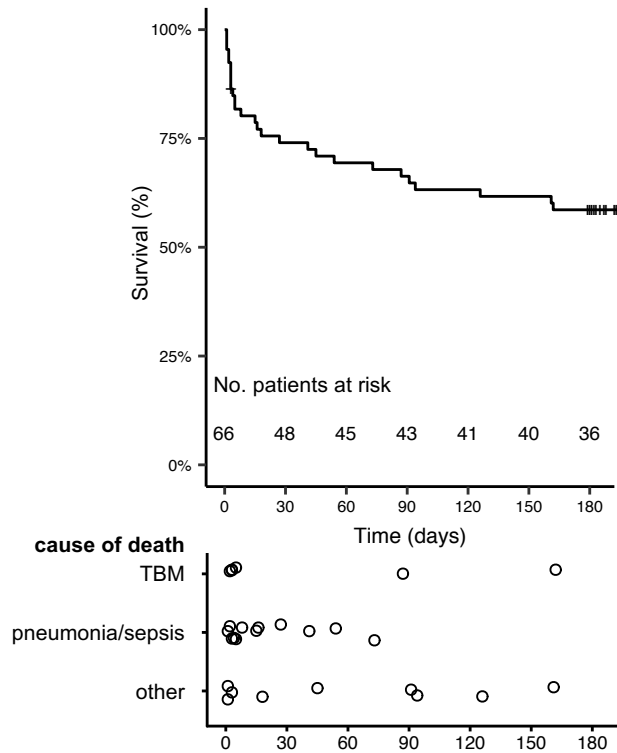 100%
75%
50%
25%
0%
Survival (%)
No. patients at risk
66 48 45 43 41 40 36
0 30 60 90 120 150 180
Time (days)
cause of death
TBM
pneumonia/sepsis
other
0 30 60 90 120 150 180